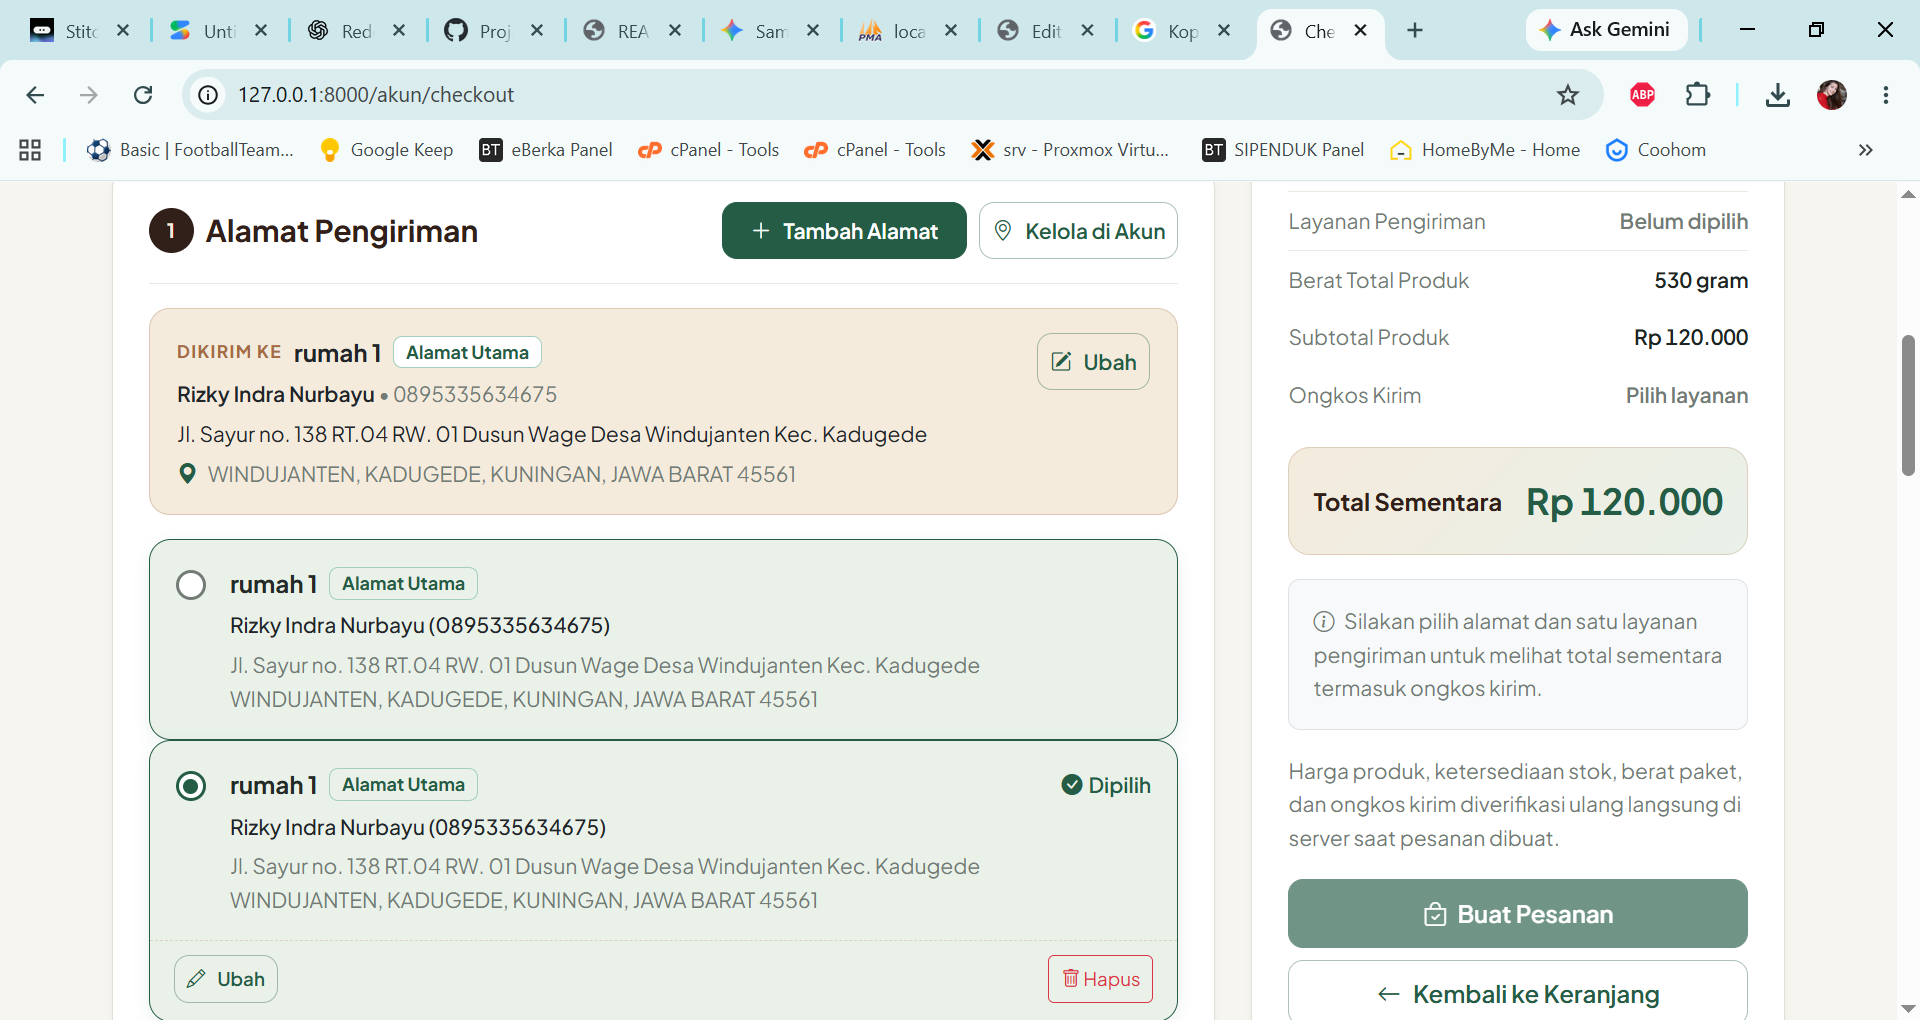 Stitc
Unti
Red
Proj
REA
Sam
loca
Edit
Kop
Che
Ask Gemini
127.0.0.1:8000/akun/checkout
ABP
Basic | FootballTeam...
Google Keep
BT eBerka Panel
cP cPanel - Tools
cP cPanel - Tools
srv - Proxmox Virtu...
BT SIPENDUK Panel
HomeByMe - Home
Coohom
1 Alamat Pengiriman
+ Tambah Alamat
Kelola di Akun
DIKIRIM KE rumah 1 Alamat Utama
Ubah
Rizky Indra Nurbayu • 0895335634675
Jl. Sayur no. 138 RT.04 RW. 01 Dusun Wage Desa Windujanten Kec. Kadugede
WINDUJANTEN, KADUGEDE, KUNINGAN, JAWA BARAT 45561
rumah 1 Alamat Utama
Rizky Indra Nurbayu (0895335634675)
Jl. Sayur no. 138 RT.04 RW. 01 Dusun Wage Desa Windujanten Kec. Kadugede
WINDUJANTEN, KADUGEDE, KUNINGAN, JAWA BARAT 45561
rumah 1 Alamat Utama
Dipilih
Rizky Indra Nurbayu (0895335634675)
Jl. Sayur no. 138 RT.04 RW. 01 Dusun Wage Desa Windujanten Kec. Kadugede
WINDUJANTEN, KADUGEDE, KUNINGAN, JAWA BARAT 45561
Ubah
Hapus
Layanan Pengiriman Belum dipilih
Berat Total Produk 530 gram
Subtotal Produk Rp 120.000
Ongkos Kirim Pilih layanan
Total Sementara Rp 120.000
Silakan pilih alamat dan satu layanan
pengiriman untuk melihat total sementara
termasuk ongkos kirim.
Harga produk, ketersediaan stok, berat paket,
dan ongkos kirim diverifikasi ulang langsung di
server saat pesanan dibuat.
Buat Pesanan
← Kembali ke Keranjang